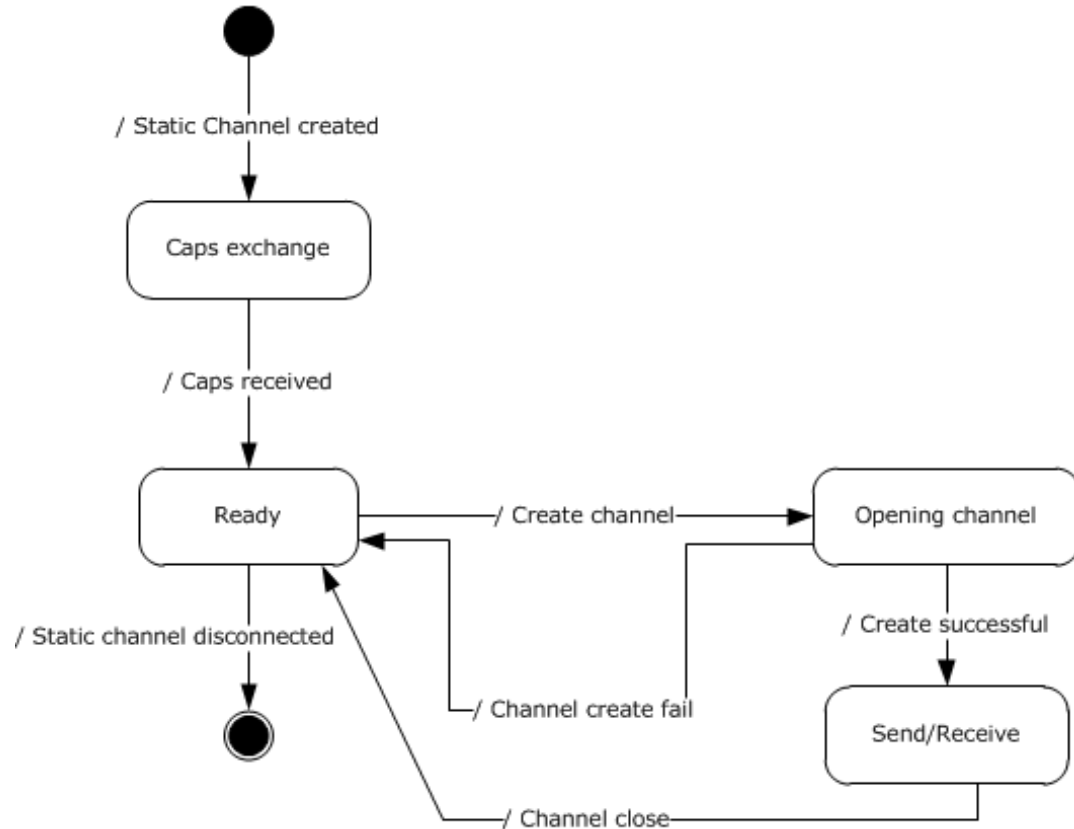 / Static Channel created
Caps exchange
/ Caps received
Ready
/ Create channel
Opening channel
/ Create successful
/ Static channel disconnected
/ Channel create fail
Send/Receive
/ Channel close